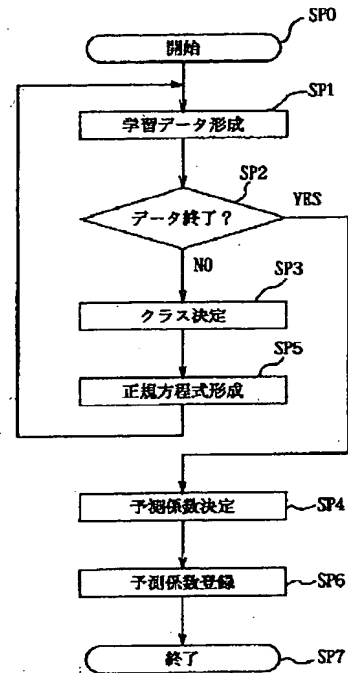 開始
SP0
学習データ形成
SP1
データ終了?
SP2
YES
NO
クラス決定
SP3
正規方程式形成
SP5
予測係数決定
SP4
予測係数登録
SP6
終了
SP7